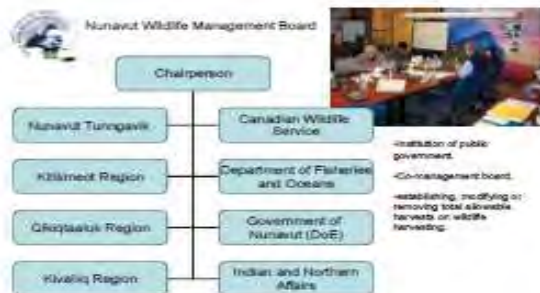 Nunavut Wildlife Management Board
Chairperson
Nunavut Tunngavik
Canadian Wildlife
Service
Kitikmeot Region
Department of Fisheries
and Oceans
Qikiqtaaluk Region
Government of
Nunavut (DoE)
Kivalliq Region
Indian and Northern
Affairs
•Institution of public
government.
•Co-management board.
•establishing, modifying or
removing total allowable
harvests on wildlife
harvesting.